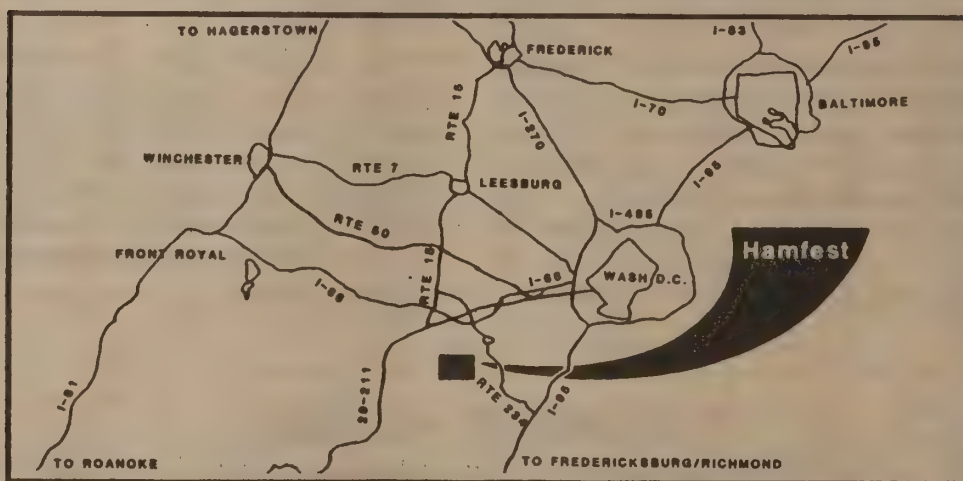 TO HAGERSTOWN
FREDERICK
I-83
I-95
RTE 15
I-270
I-70
BALTIMORE
WINCHESTER
RTE 7
LEESBURG
I-95
I-495
RTE 50
Hamfest
FRONT ROYAL
I-66
RTE 15
I-66
WASH D.C.
I-81
29-211
RTE 234
I-95
TO ROANOKE
TO FREDERICKSBURG/RICHMOND